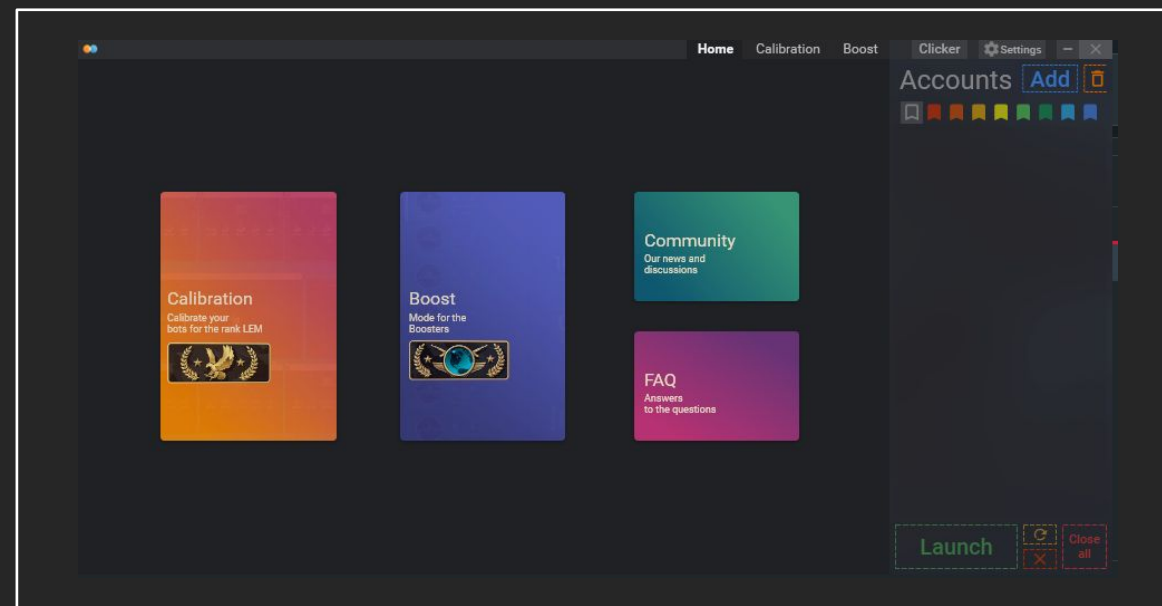 Home Calibration Boost Clicker Settings
Accounts Add
Calibration
Calibrate your
bots for the rank LEM
Boost
Mode for the
Boosters
Community
Our news and
discussions
FAQ
Answers
to the questions
Launch
Close
all